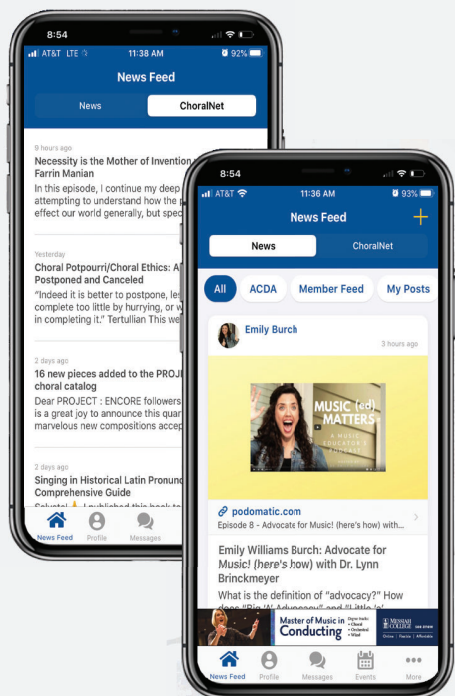 8:54
AT&T LTE
11:38 AM
92%
News Feed
News
ChoralNet
9 hours ago
Necessity is the Mother of Invention
Farrin Manian
In this episode, I continue my deep
attempting to understand how the
effect our world generally, but
Yesterday
Choral Potpourri/Choral Ethics:
Postponed and Canceled
“Indeed it is better to postpone,
complete too little by hurrying, or
in completing it.” Tertullian This
2 days ago
16 new pieces added to the
choral catalog
Dear PROJECT : ENCORE followers
is a great joy to announce this
marvelous new compositions
2 days ago
Singing in Historical Latin
Comprehensive Guide
News Feed
Profile
Messages
8:54
AT&T
11:36 AM
93%
News Feed
+
News
ChoralNet
All
ACDA
Member Feed
My Posts
Emily Burch
3 hours ago
MUSIC (ed)
MATTERS
A MUSIC
EDUCATOR'S
PODCAST
podomatic.com
Episode 8 - Advocate for Music! (here's how) with...
Emily Williams Burch: Advocate for
Music! (here's how) with Dr. Lynn
Brinckmeyer
What is the definition of “advocacy?” How
does “Big ‘A’ Advocacy” and “Little ‘a’
Master of Music in
Conducting
• Choral
• Orchestral
• Wind
MESSIAH
COLLEGE
Online | Flexible | Affordable
News Feed
Profile
Messages
Events
More